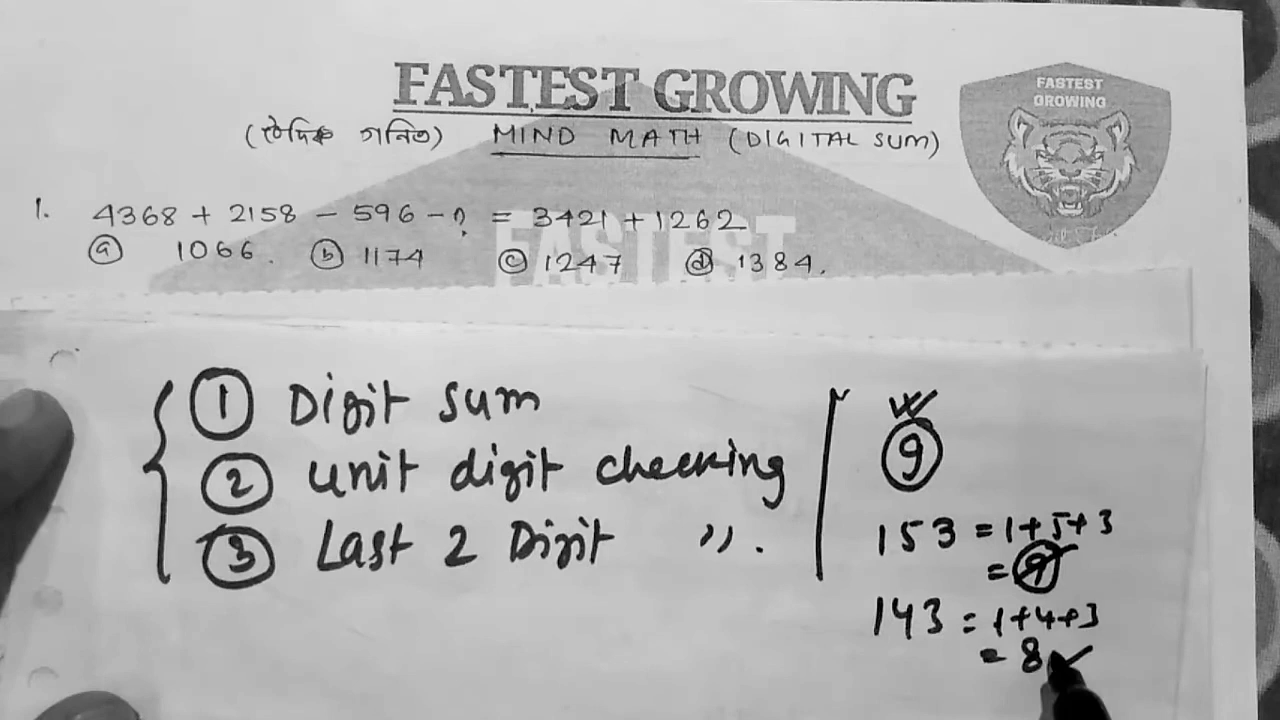 FASTEST GROWING
FASTEST
GROWING
(বৈদিক গনিত) MIND MATH (DIGITAL SUM)
1. 4368 + 2158 - 596 - ? = 3421 + 1262
(a) 1066. (b) 1174 (c) 1247 (d) 1384.
FASTEST
① Digit sum
② unit digit checking
③ Last 2 Digit ".
9
153 = 1+5+3
= 9
143 = 1+4+3
= 8